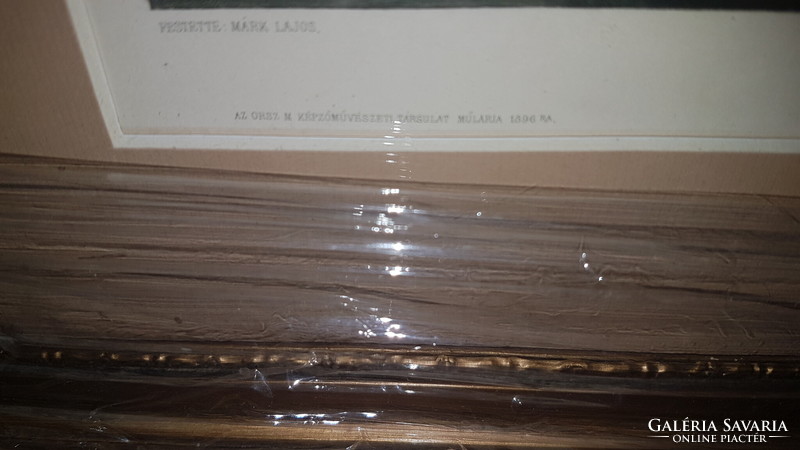 FESTETTE: MÁRK LAJOS.
AZ ORSZ. M. KÉPZŐMŰVÉSZETI TÁRSULAT MŰLAPJA 1896 RA.
GALÉRIA SAVARIA
ONLINE PIACTÉR